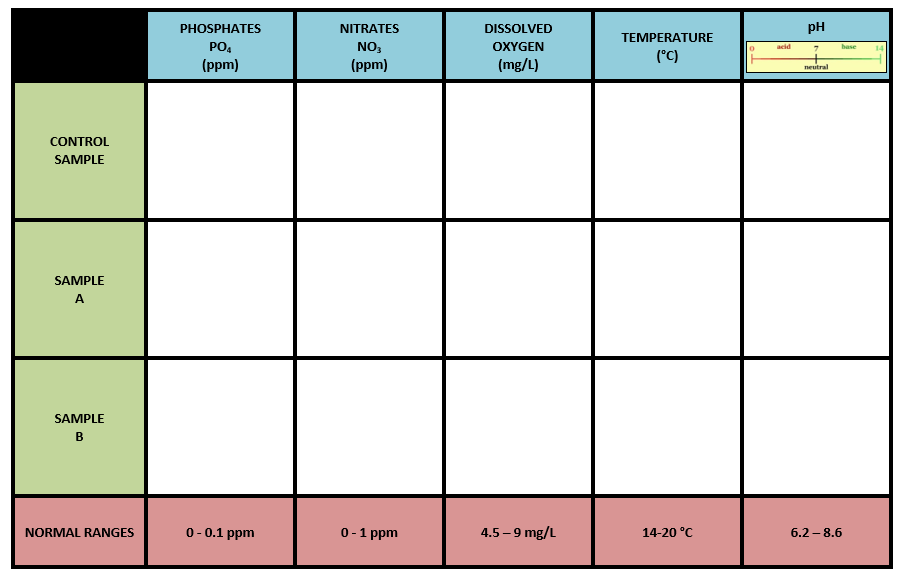 PHOSPHATES
PO₄
(ppm)
NITRATES
NO₃
(ppm)
DISSOLVED
OXYGEN
(mg/L)
TEMPERATURE
(°C)
pH
0 acid 7 base 14
neutral
CONTROL
SAMPLE
SAMPLE
A
SAMPLE
B
NORMAL RANGES
0 - 0.1 ppm
0 - 1 ppm
4.5 – 9 mg/L
14-20 °C
6.2 – 8.6